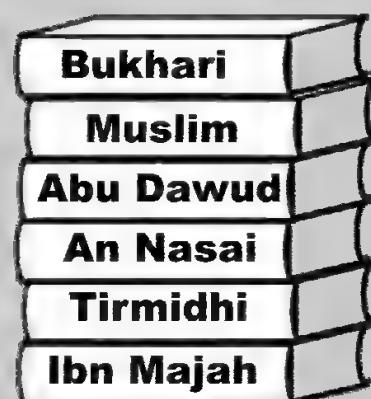 Bukhari
Muslim
Abu Dawud
An Nasai
Tirmidhi
Ibn Majah